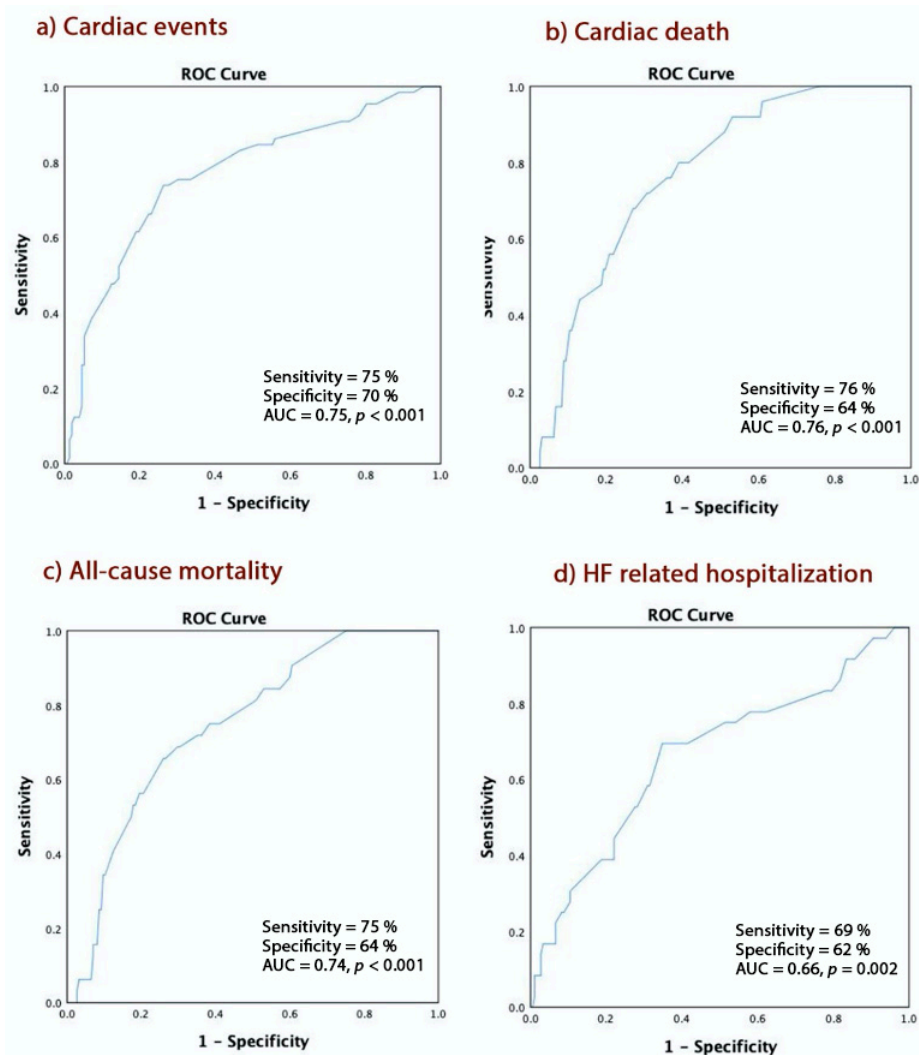 a) Cardiac events
ROC Curve
1.0
0.8
0.6
0.4
0.2
0.0
Sensitivity
0.0 0.2 0.4 0.6 0.8 1.0
1 – Specificity
Sensitivity = 75 %
Specificity = 70 %
AUC = 0.75, p < 0.001
b) Cardiac death
ROC Curve
1.0
0.8
0.6
0.4
0.2
0.0
Sensitivity
0.0 0.2 0.4 0.6 0.8 1.0
1 – Specificity
Sensitivity = 76 %
Specificity = 64 %
AUC = 0.76, p < 0.001
c) All-cause mortality
ROC Curve
1.0
0.8
0.6
0.4
0.2
0.0
Sensitivity
0.0 0.2 0.4 0.6 0.8 1.0
1 – Specificity
Sensitivity = 75 %
Specificity = 64 %
AUC = 0.74, p < 0.001
d) HF related hospitalization
ROC Curve
1.0
0.8
0.6
0.4
0.2
0.0
Sensitivity
0.0 0.2 0.4 0.6 0.8 1.0
1 – Specificity
Sensitivity = 69 %
Specificity = 62 %
AUC = 0.66, p = 0.002